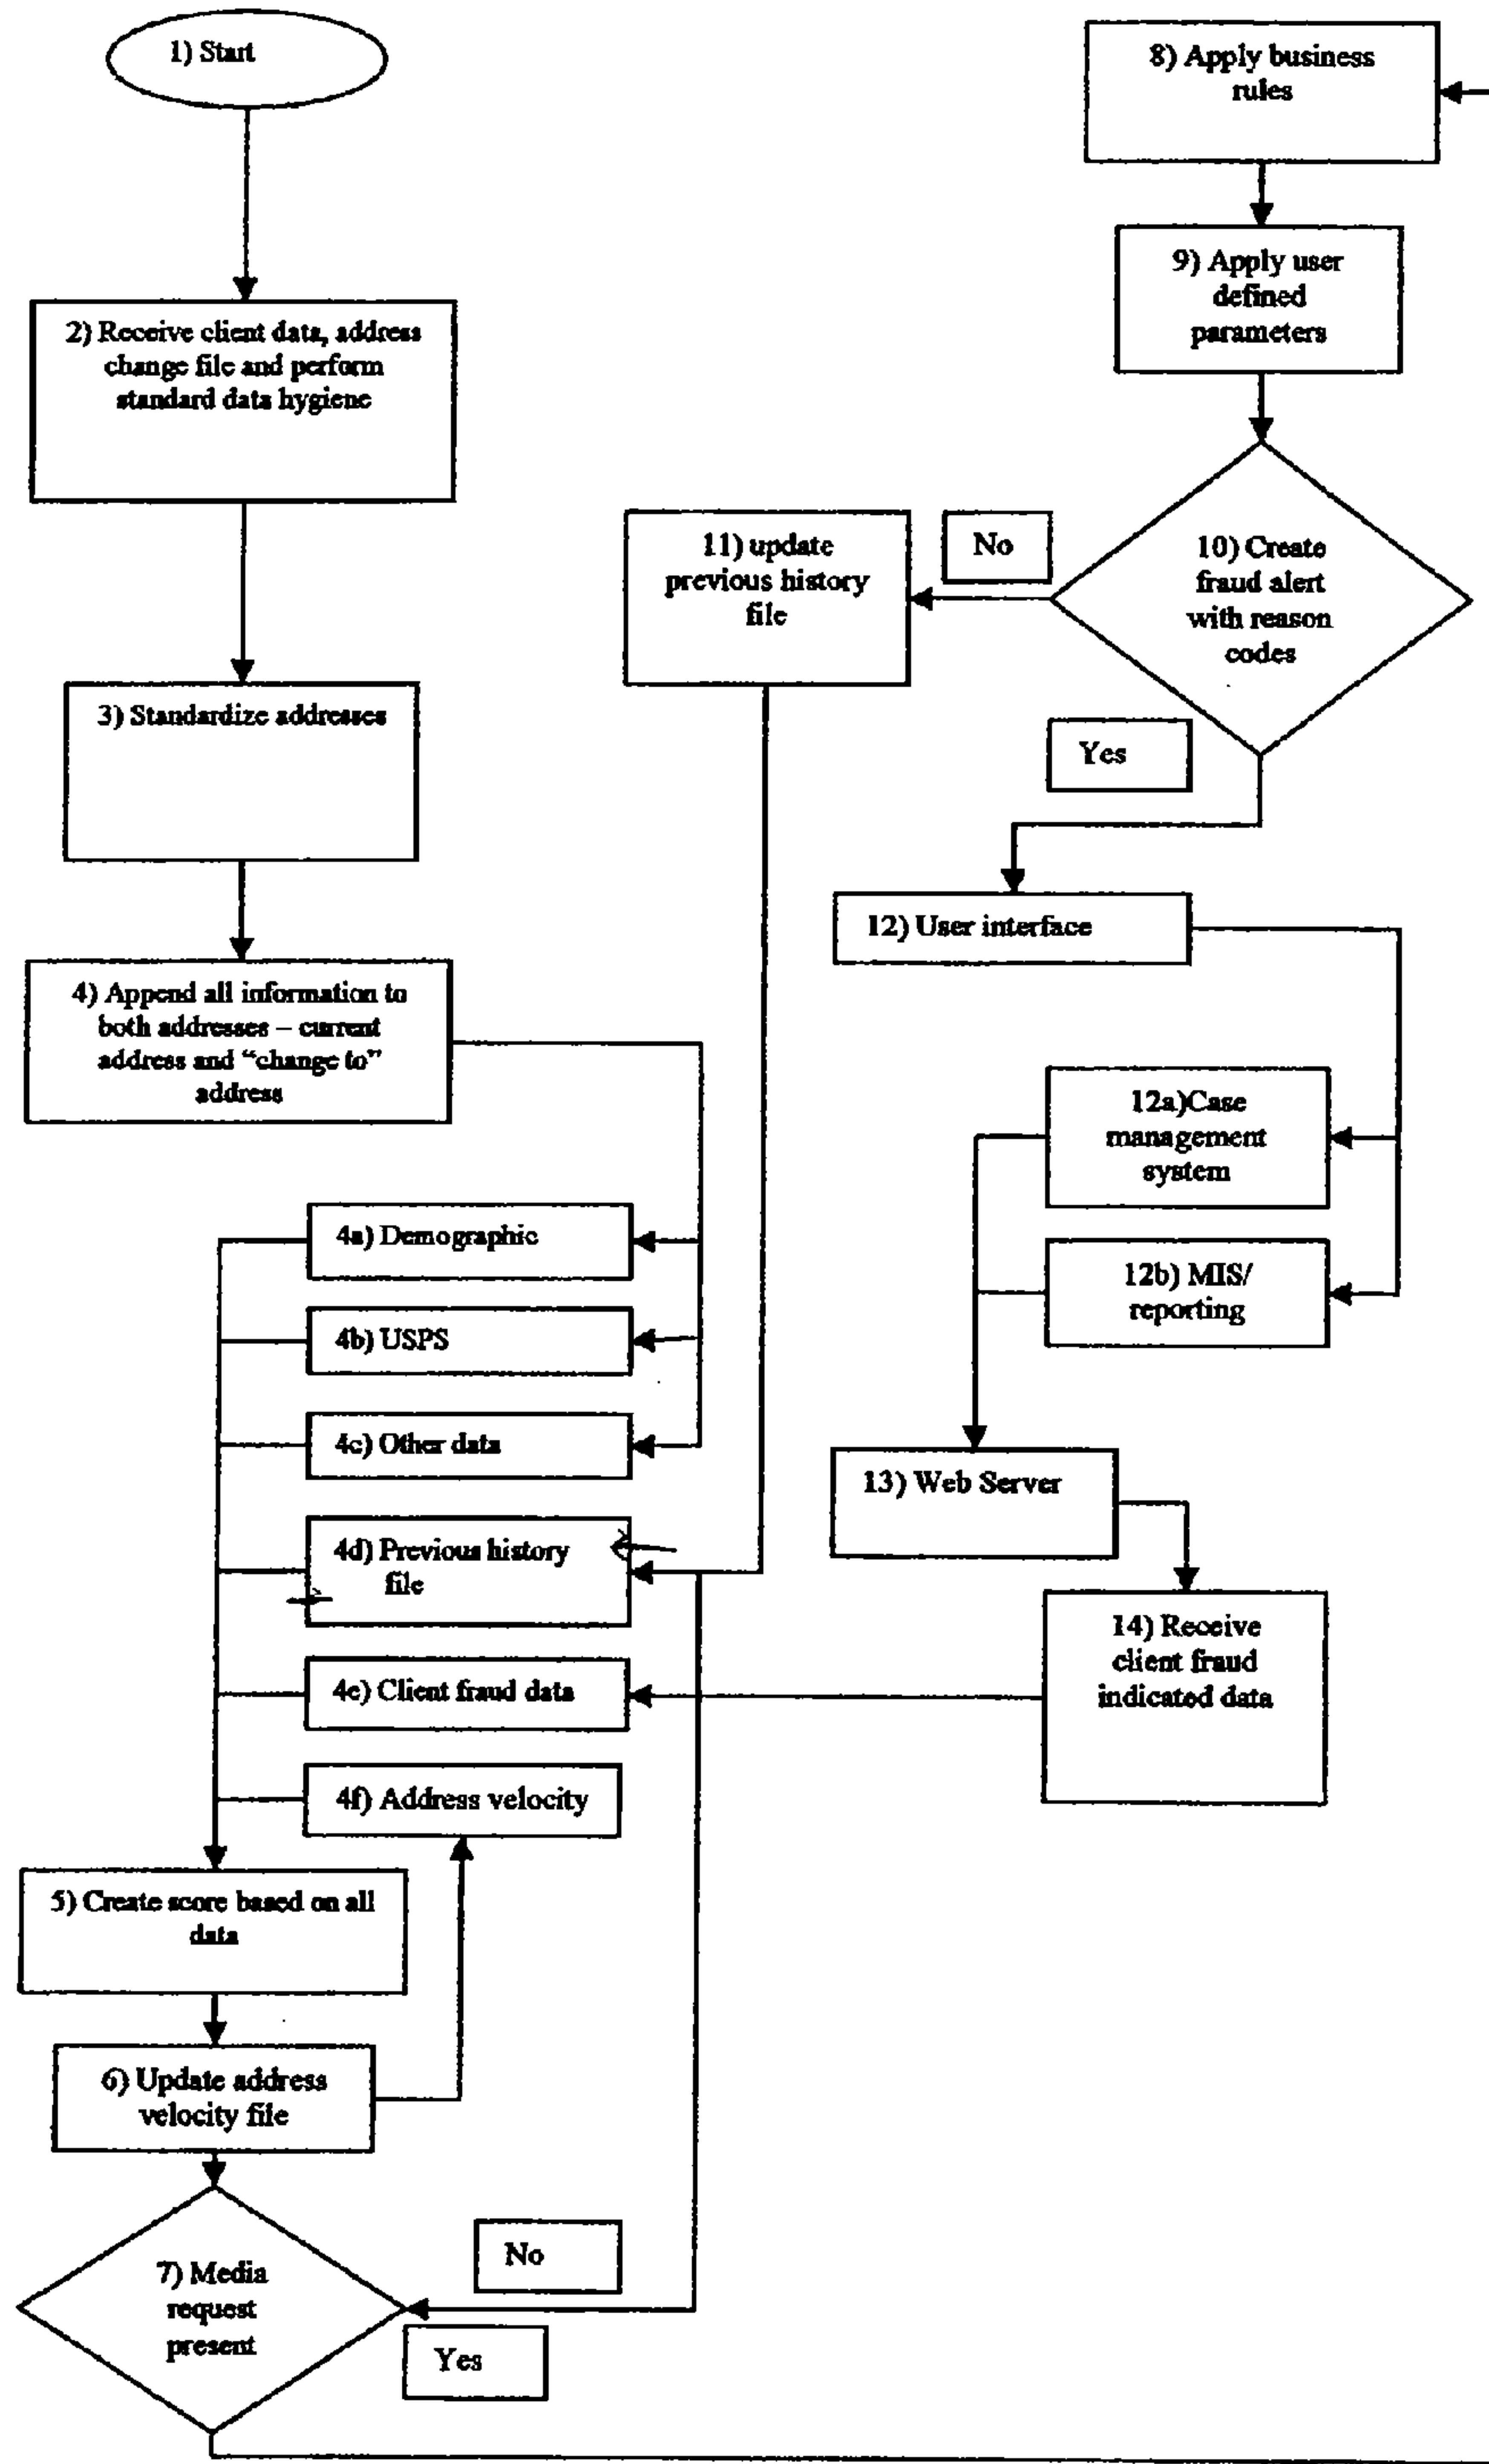 1) Start
2) Receive client data, address
change file and perform
standard data hygiene
3) Standardize addresses
4) Append all information to
both addresses – current
address and “change to”
address
4a) Demographic
4b) USPS
4c) Other data
4d) Previous history
file
4e) Client fraud data
4f) Address velocity
5) Create score based on all
data
6) Update address
velocity file
7) Media
request
present
No
Yes
8) Apply business
rules
9) Apply user
defined
parameters
10) Create
fraud alert
with reason
codes
No
11) update
previous history
file
Yes
12) User interface
12a)Case
management
system
12b) MIS/
reporting
13) Web Server
14) Receive
client fraud
indicated data